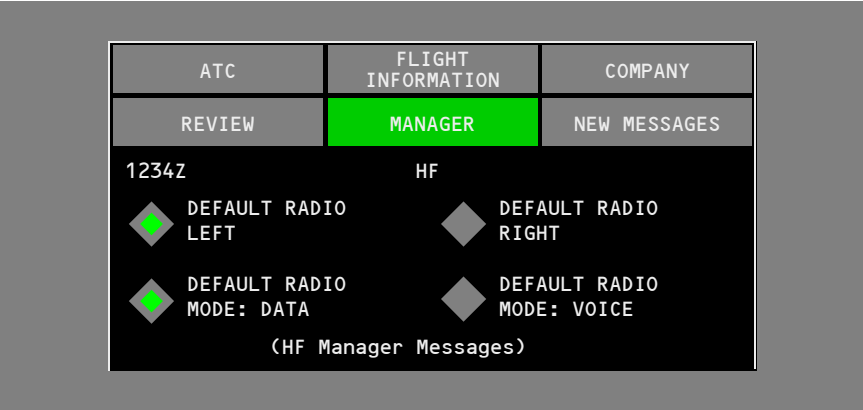 ATC
FLIGHT
INFORMATION
COMPANY
REVIEW
MANAGER
NEW MESSAGES
1234Z
HF
DEFAULT RADIO
LEFT
DEFAULT RADIO
RIGHT
DEFAULT RADIO
MODE: DATA
DEFAULT RADIO
MODE: VOICE
(HF Manager Messages)